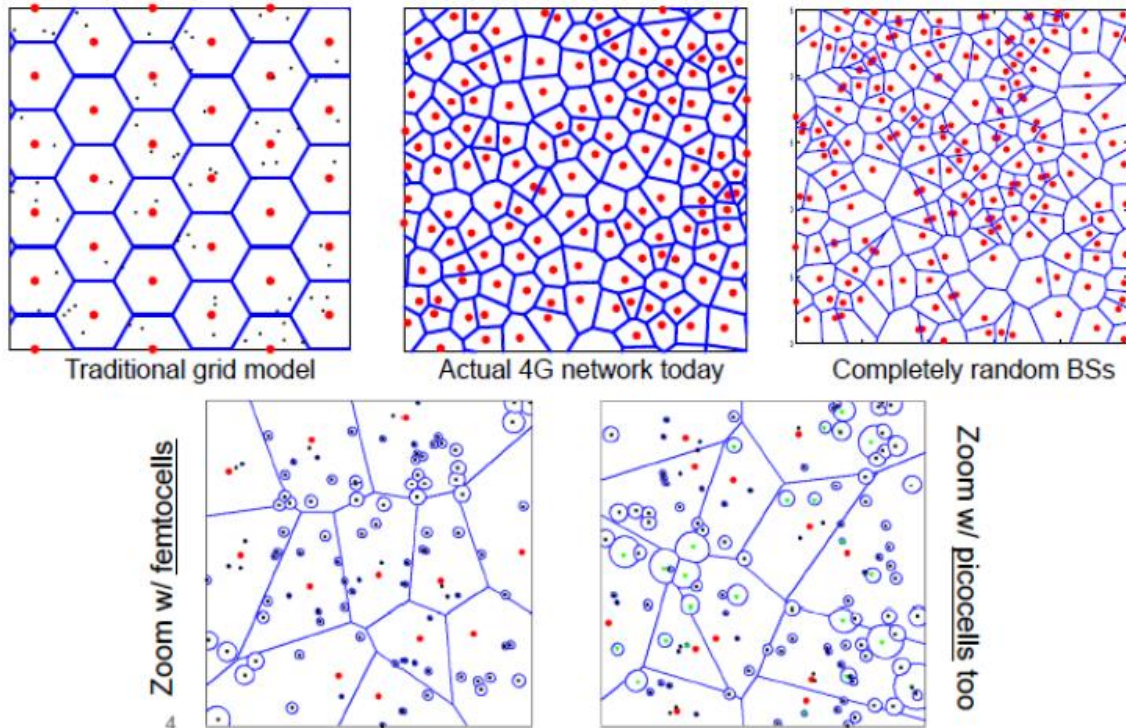 Traditional grid model
Actual 4G network today
Completely random BSs
Zoom w/ femtocells
Zoom w/ picocells too
4